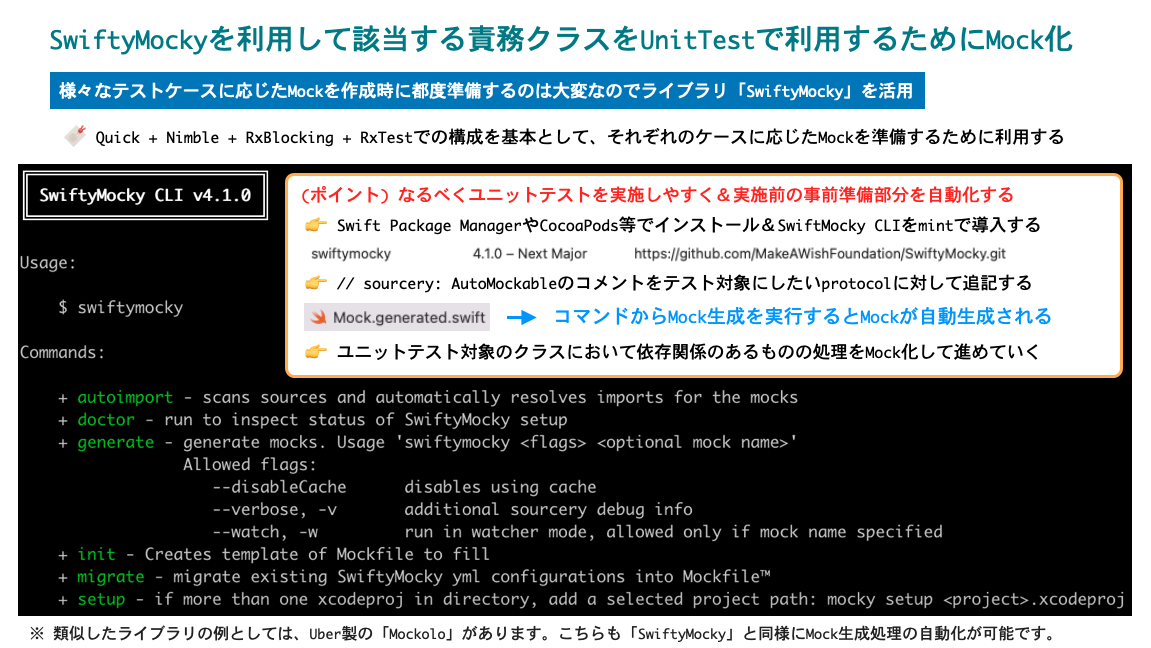 SwiftyMockyを利用して該当する責務クラスをUnitTestで利用するためにMock化
様々なテストケースに応じたMockを作成時に都度準備するのは大変なのでライブラリ「SwiftyMocky」を活用
Quick + Nimble + RxBlocking + RxTestでの構成を基本として、それぞれのケースに応じたMockを準備するために利用する
SwiftyMocky CLI v4.1.0
(ポイント) なるべくユニットテストを実施しやすく＆実施前の事前準備部分を自動化する
👉 Swift Package ManagerやCocoaPods等でインストール＆SwiftMocky CLIをmintで導入する
swiftymocky 4.1.0 – Next Major https://github.com/MakeAWishFoundation/SwiftyMocky.git
👉 // sourcery: AutoMockableのコメントをテスト対象にしたいprotocolに対して追記する
Mock.generated.swift → コマンドからMock生成を実行するとMockが自動生成される
👉 ユニットテスト対象のクラスにおいて依存関係のあるものの処理をMock化して進めていく
Usage:
$ swiftymocky
Commands:
+ autoimport - scans sources and automatically resolves imports for the mocks
+ doctor - run to inspect status of SwiftyMocky setup
+ generate - generate mocks. Usage 'swiftymocky <flags> <optional mock name>'
Allowed flags:
--disableCache disables using cache
--verbose, -v additional sourcery debug info
--watch, -w run in watcher mode, allowed only if mock name specified
+ init - Creates template of Mockfile to fill
+ migrate - migrate existing SwiftyMocky yml configurations into Mockfile™
+ setup - if more than one xcodeproj in directory, add a selected project path: mocky setup <project>.xcodeproj
※ 類似したライブラリの例としては、Uber製の「Mockolo」があります。こちらも「SwiftyMocky」と同様にMock生成処理の自動化が可能です。